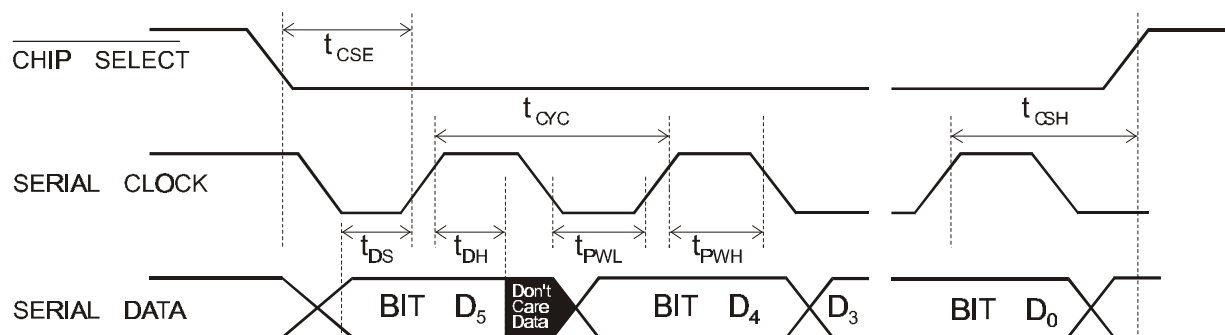 CHIP SELECT
t CSE
t CYC
t CSH
SERIAL CLOCK
t DS
t DH
t PWL
t PWH
SERIAL DATA
BIT D5
Don't
Care
Data
BIT D4
D3
BIT D0